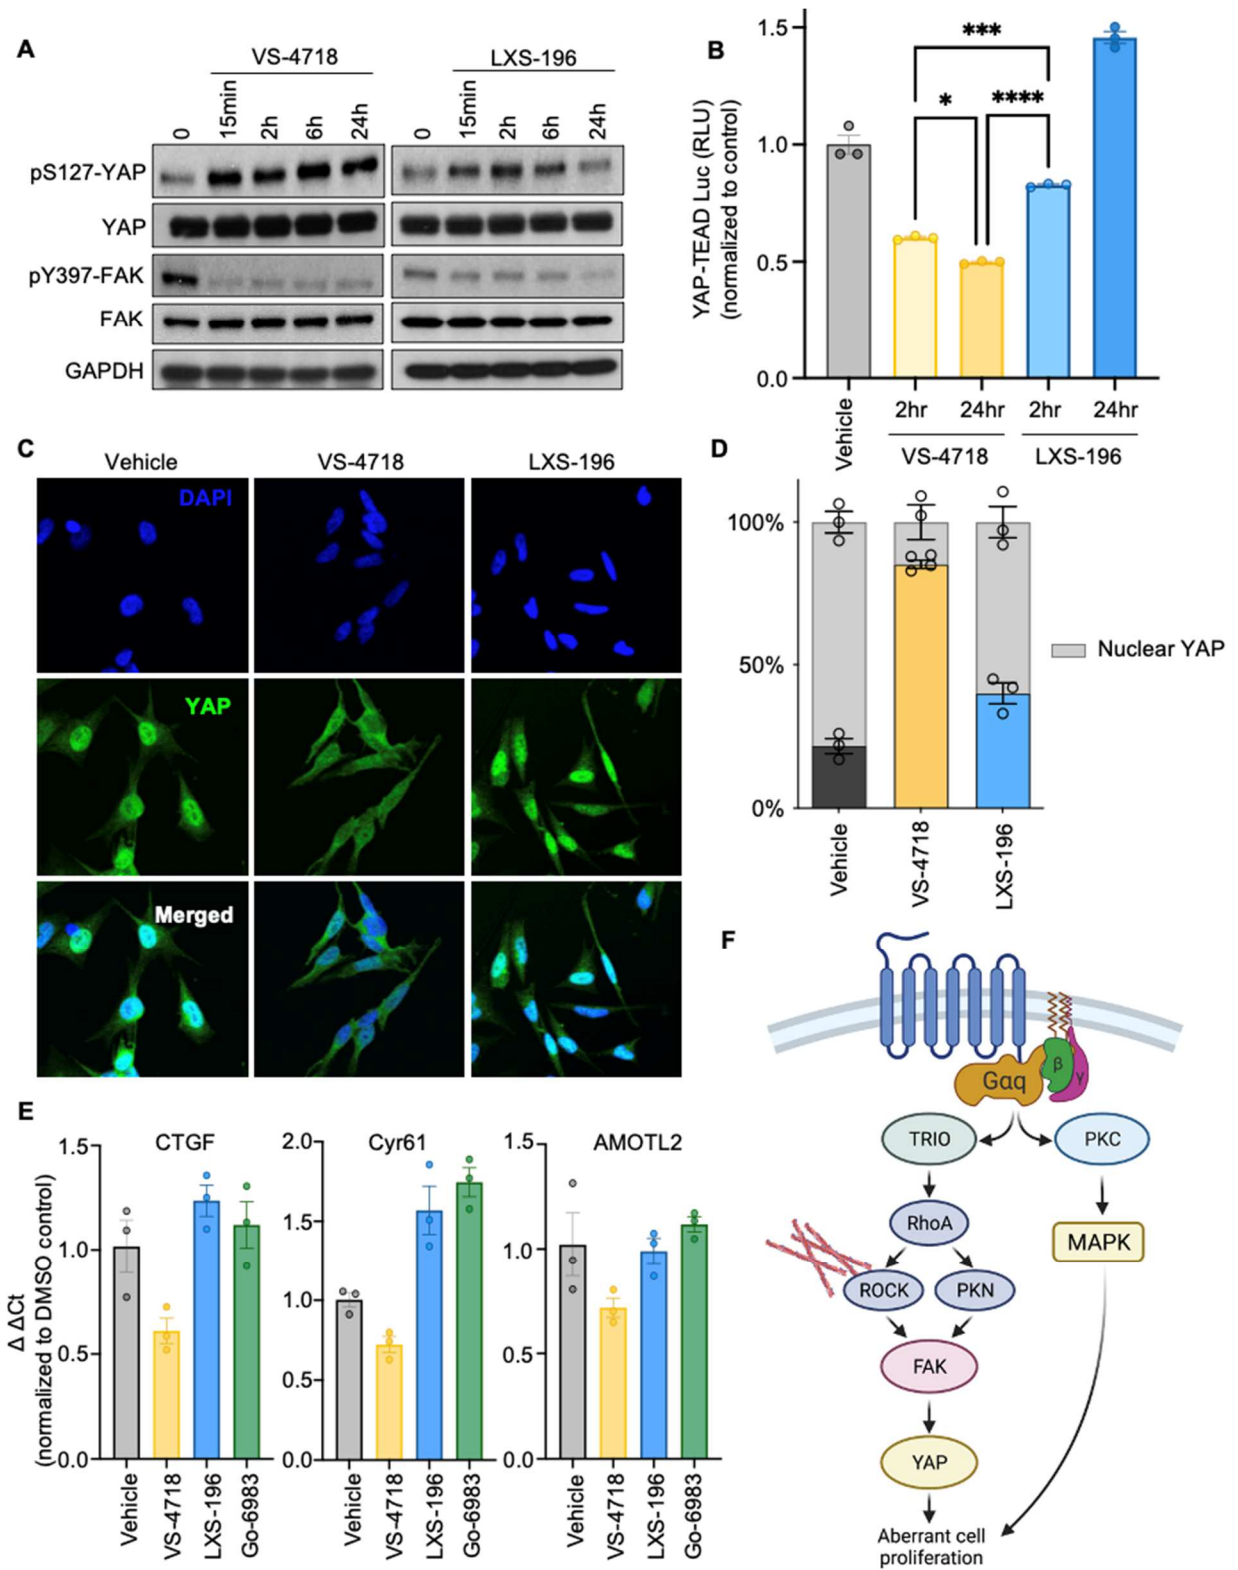 A
VS-4718
LXS-196
0 15min 2h 6h 24h
0 15min 2h 6h 24h
pS127-YAP
YAP
pY397-FAK
FAK
GAPDH
B
YAP-TEAD Luc (RLU)
(normalized to control)
1.5
1.0
0.5
0.0
***
* ****
Vehicle
2hr 24hr 2hr 24hr
VS-4718 LXS-196
C
Vehicle VS-4718 LXS-196
DAPI
YAP
Merged
D
100%
50%
0%
Nuclear YAP
Vehicle
VS-4718
LXS-196
E
Δ ΔCt
(normalized to DMSO control)
CTGF
1.5
1.0
0.5
0.0
Vehicle
VS-4718
LXS-196
Go-6983
Cyr61
2.0
1.5
1.0
0.5
0.0
Vehicle
VS-4718
LXS-196
Go-6983
AMOTL2
1.5
1.0
0.5
0.0
Vehicle
VS-4718
LXS-196
Go-6983
F
Gαq
β
γ
TRIO PKC
RhoA
MAPK
ROCK PKN
FAK
YAP
Aberrant cell
proliferation